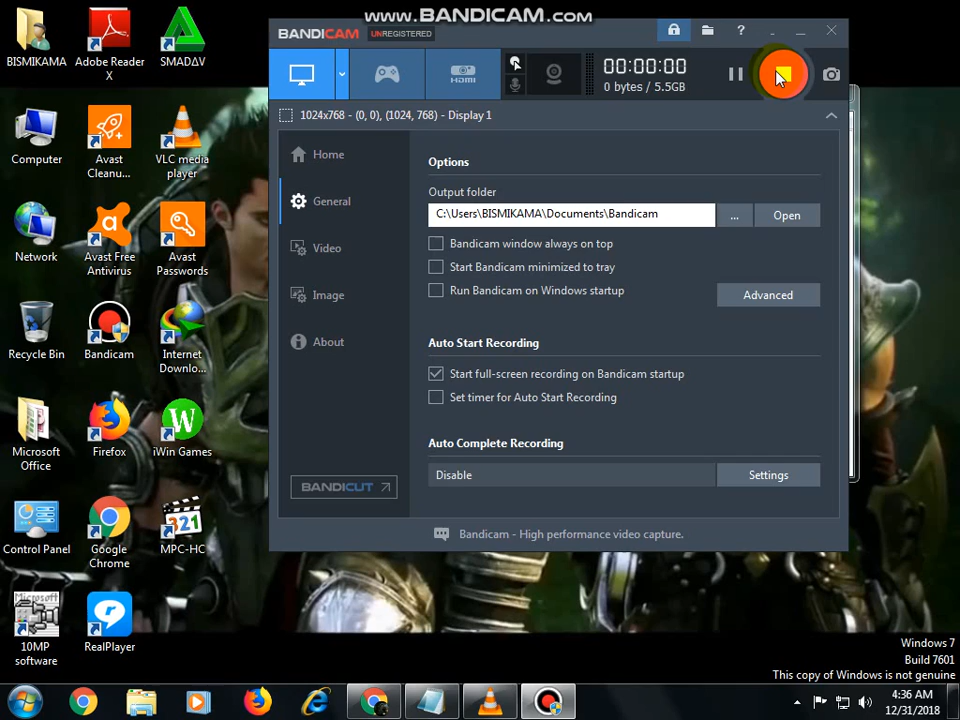 www.BANDICAM.com
BISMIKAMA
Adobe Reader X
SMADΔV
Computer
Avast Cleanu...
VLC media player
Network
Avast Free Antivirus
Avast Passwords
Recycle Bin
Bandicam
Internet Downlo...
Microsoft Office
Firefox
iWin Games
Control Panel
Google Chrome
321
MPC-HC
Microsoft
10MP software
RealPlayer
BANDICAM UNREGISTERED
?
HDMI
00:00:00
0 bytes / 5.5GB
1024x768 - (0, 0), (1024, 768) - Display 1
Home
General
Video
Image
About
BANDICUT
Options
Output folder
C:\Users\BISMIKAMA\Documents\Bandicam
...
Open
Bandicam window always on top
Start Bandicam minimized to tray
Run Bandicam on Windows startup
Advanced
Auto Start Recording
Start full-screen recording on Bandicam startup
Set timer for Auto Start Recording
Auto Complete Recording
Disable
Settings
Bandicam - High performance video capture.
Windows 7
Build 7601
This copy of Windows is not genuine
4:36 AM
12/31/2018